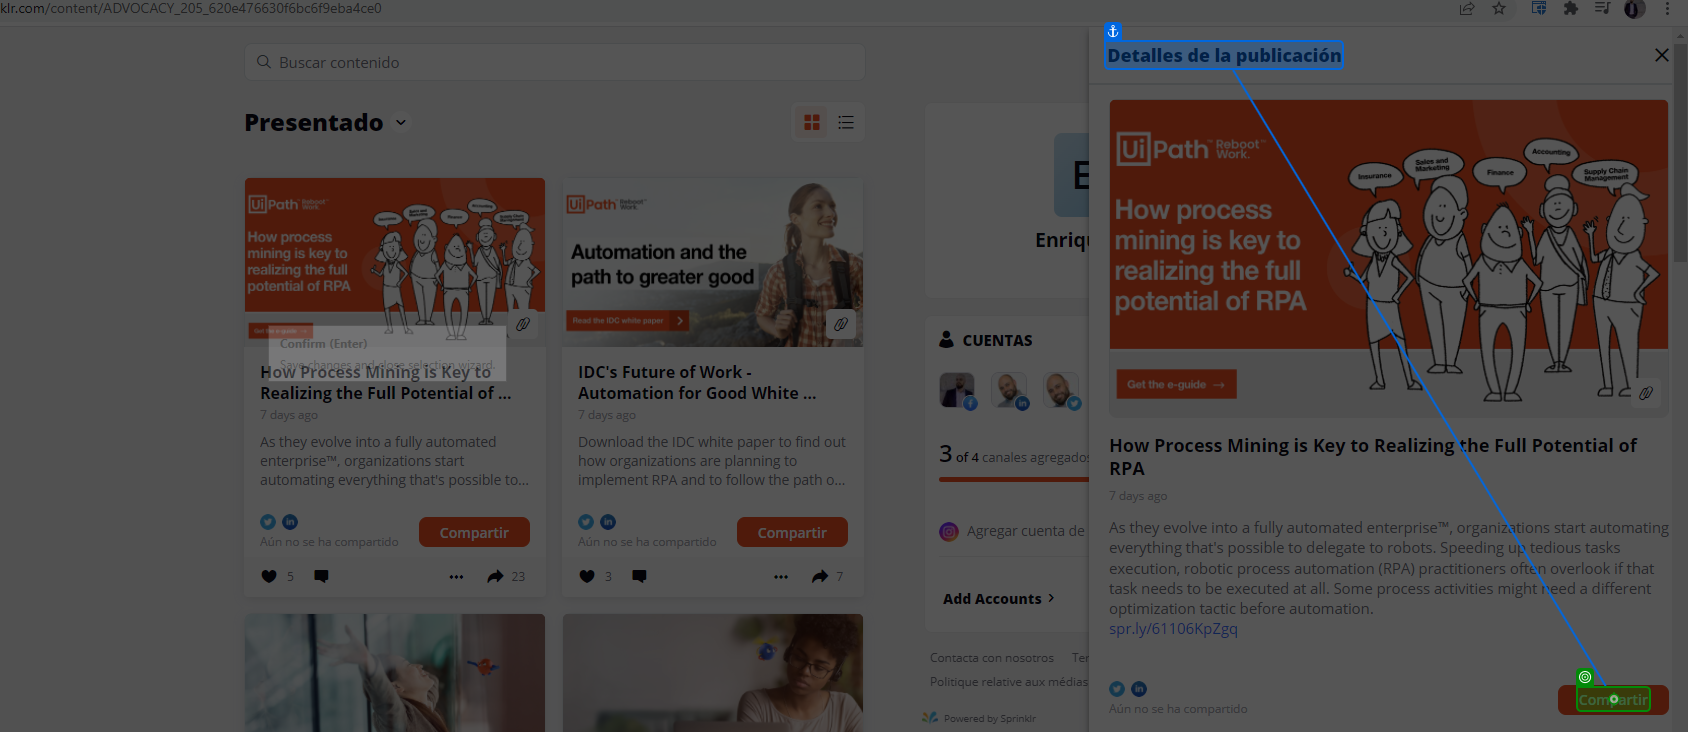 klr.com/content/ADVOCACY_205_620e476630f6bc6f9eba4ce0
Buscar contenido
Presentado
UiPath™ Reboot Work.™
How process
mining is key to
realizing the full
potential of RPA
Get the e-guide →
Confirm (Enter)
Save changes and close selection wizard.
How Process Mining is Key to
Realizing the Full Potential of ...
7 days ago
As they evolve into a fully automated
enterprise™, organizations start
automating everything that's possible to...
Aún no se ha compartido
Compartir
5
23
UiPath™ Reboot Work.™
Automation and the
path to greater good
Read the IDC white paper
IDC's Future of Work -
Automation for Good White ...
7 days ago
Download the IDC white paper to find out
how organizations are planning to
implement RPA and to follow the path o...
Aún no se ha compartido
Compartir
3
7
E
Enriq
CUENTAS
3 of 4 canales agregados
Agregar cuenta de
Add Accounts
Contacta con nosotros
Ter
Politique relative aux médias
Powered by Sprinklr
Detalles de la publicación
UiPath™ Reboot Work.™
How process
mining is key to
realizing the full
potential of RPA
Get the e-guide →
Insurance
Sales and
Marketing
Finance
Accounting
Supply Chain
Management
How Process Mining is Key to Realizing the Full Potential of
RPA
7 days ago
As they evolve into a fully automated enterprise™, organizations start automating
everything that's possible to delegate to robots. Speeding up tedious tasks
execution, robotic process automation (RPA) practitioners often overlook if that
task needs to be executed at all. Some process activities might need a different
optimization tactic before automation.
spr.ly/61106KpZgq
Aún no se ha compartido
Compartir